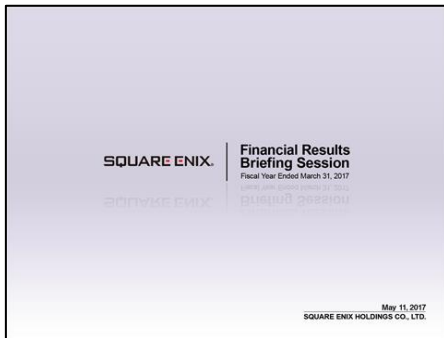 SQUARE ENIX®
Financial Results
Briefing Session
Fiscal Year Ended March 31, 2017
May 11, 2017
SQUARE ENIX HOLDINGS CO., LTD.